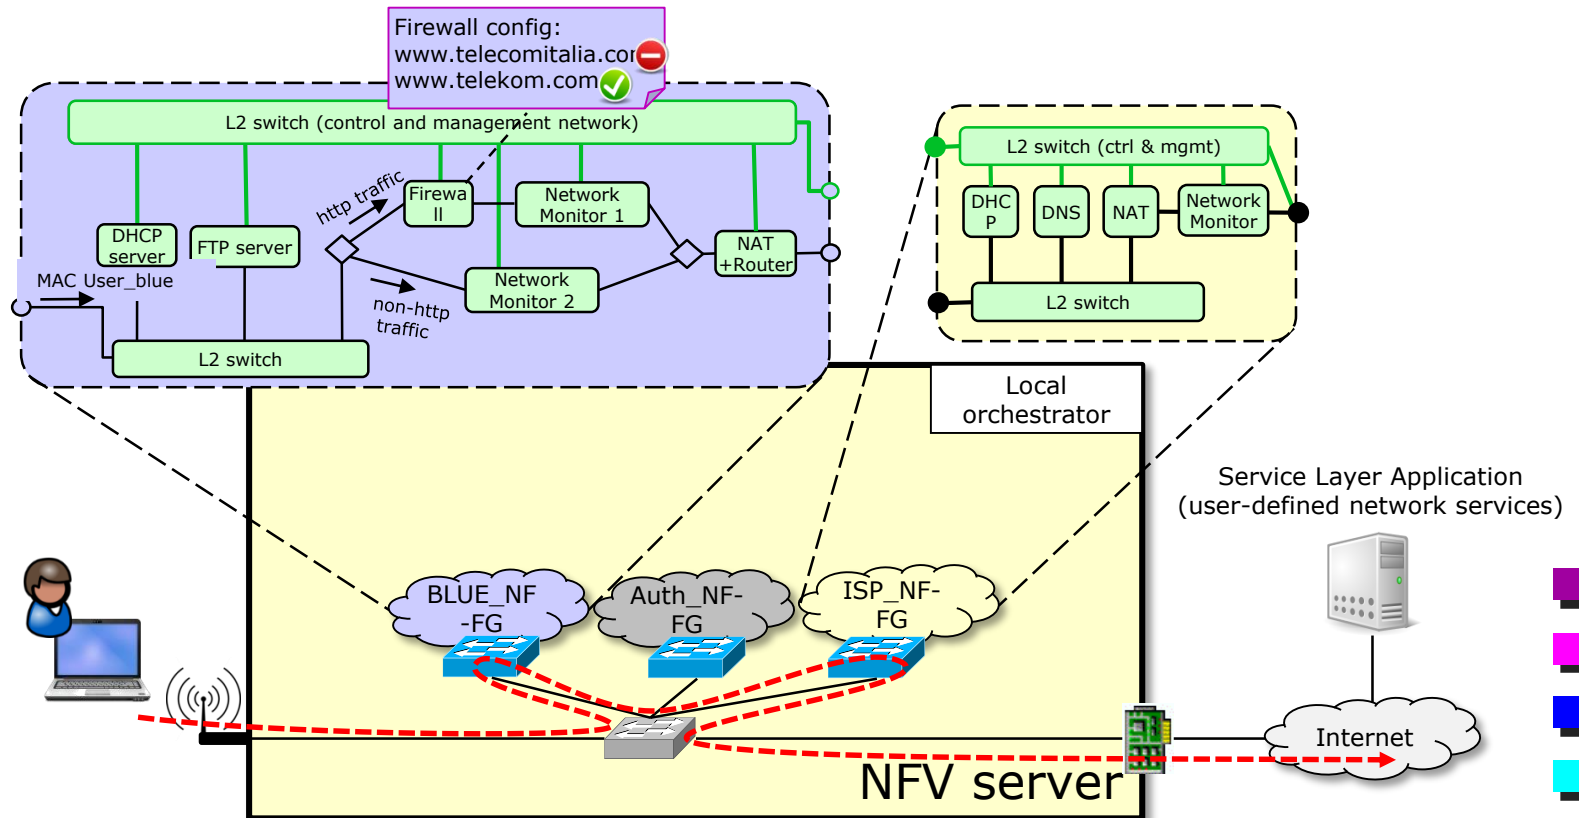 Firewall config:
www.telecomitalia.com
www.telekom.com
L2 switch (control and management network)
http traffic
Firewa
ll
Network
Monitor 1
DHCP
server
FTP server
NAT
+Router
MAC User_blue
Network
Monitor 2
non-http
traffic
L2 switch
L2 switch (ctrl & mgmt)
DHC
P
DNS
NAT
Network
Monitor
L2 switch
Local
orchestrator
Service Layer Application
(user-defined network services)
BLUE_NF
-FG
Auth_NF-
FG
ISP_NF-
FG
Internet
NFV server